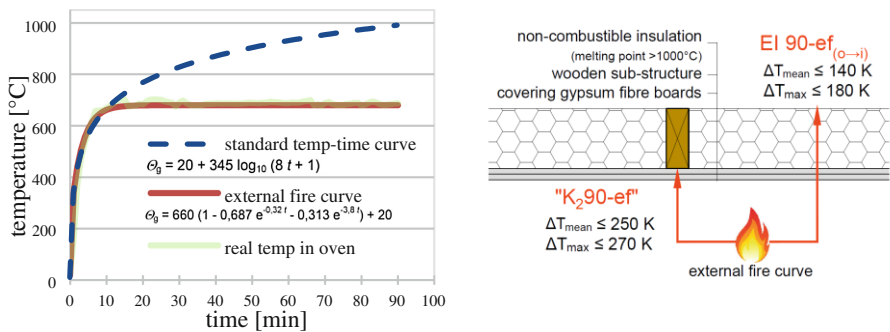 temperature [°C]
1000
800
600
400
200
0
standard temp-time curve
Θg = 20 + 345 log10 (8 t + 1)
external fire curve
Θg = 660 (1 - 0,687 e-0,32 t - 0,313 e-3,8 t) + 20
real temp in oven
0 10 20 30 40 50 60 70 80 90 100
time [min]
non-combustible insulation
(melting point >1000°C)
wooden sub-structure
covering gypsum fibre boards
EI 90-ef(o→i)
ΔTmean ≤ 140 K
ΔTmax ≤ 180 K
"K290-ef"
ΔTmean ≤ 250 K
ΔTmax ≤ 270 K
external fire curve